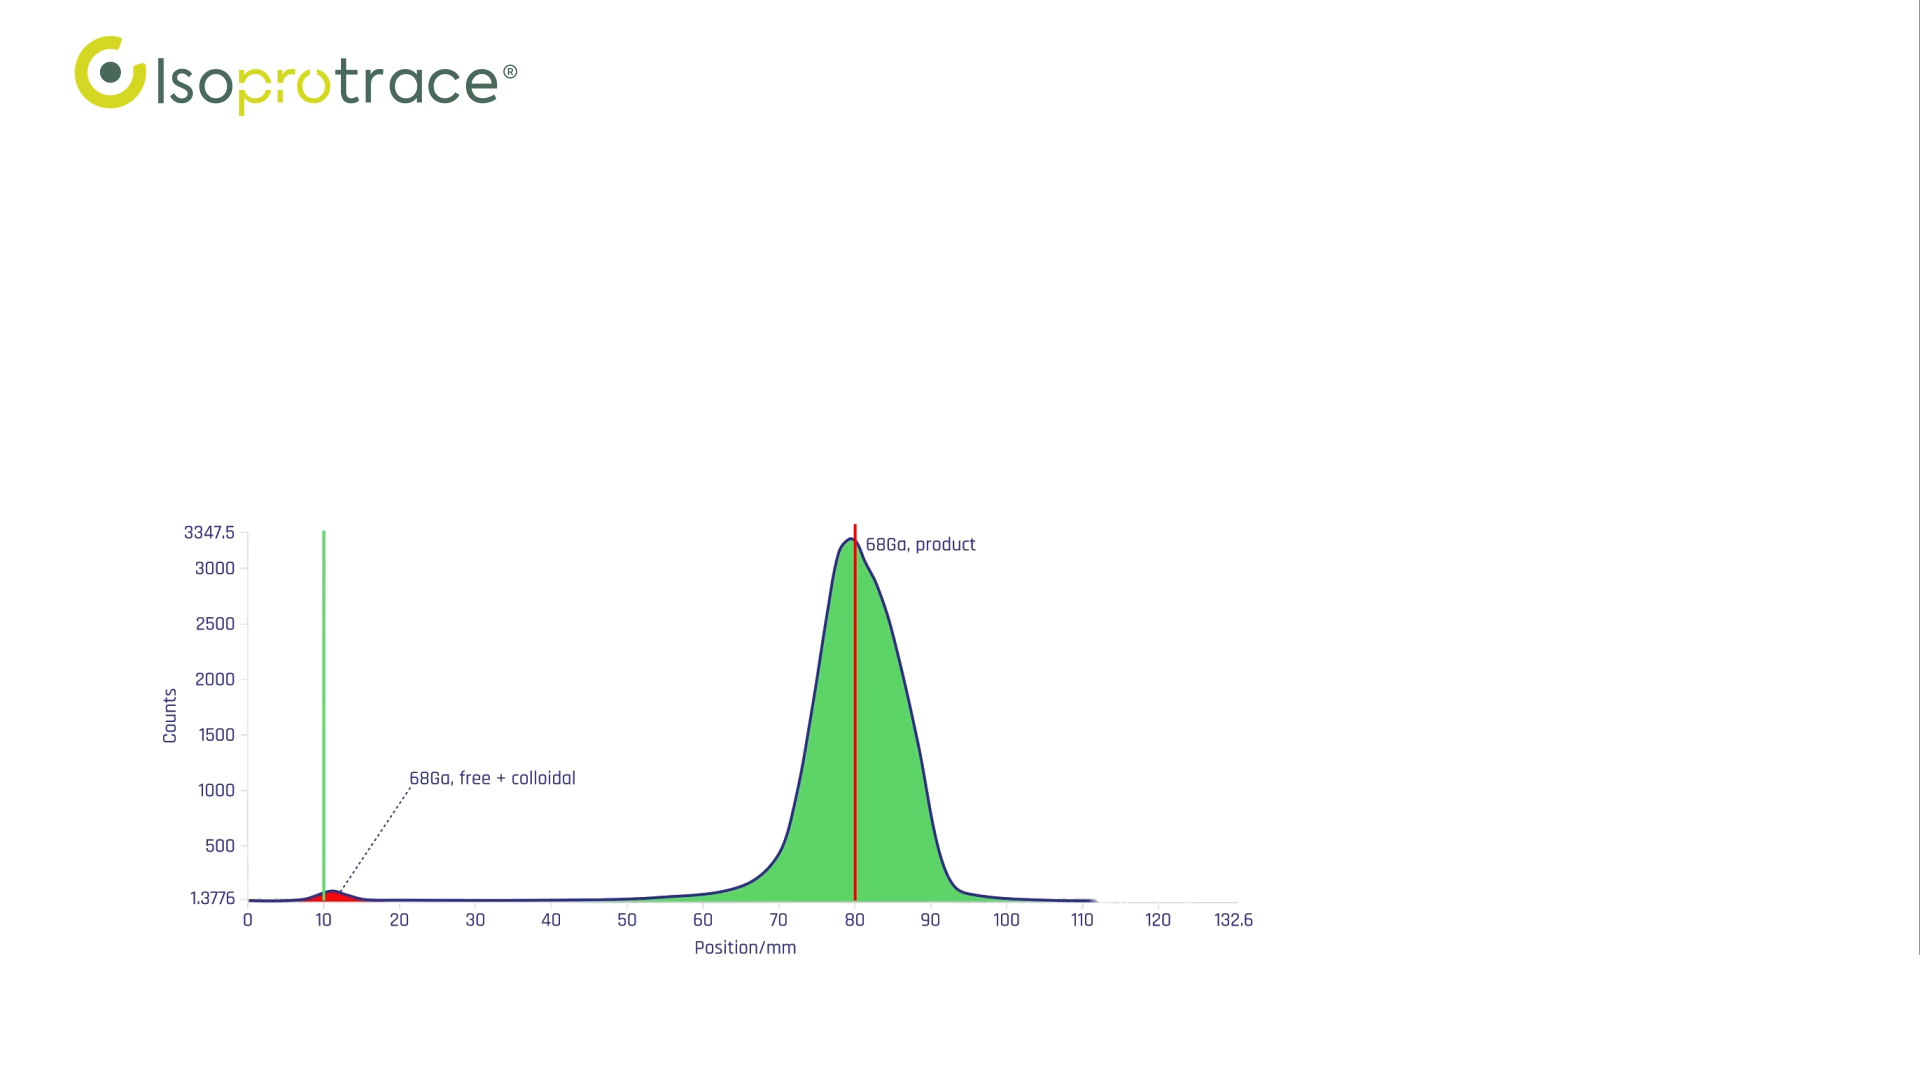 Isoprotrace®
3347.5
68Ga, product
3000
2500
2000
Counts
1500
68Ga, free + colloidal
1000
500
1.3775
0 10 20 30 40 50 60 70 80 90 100 110 120 132.6
Position/mm